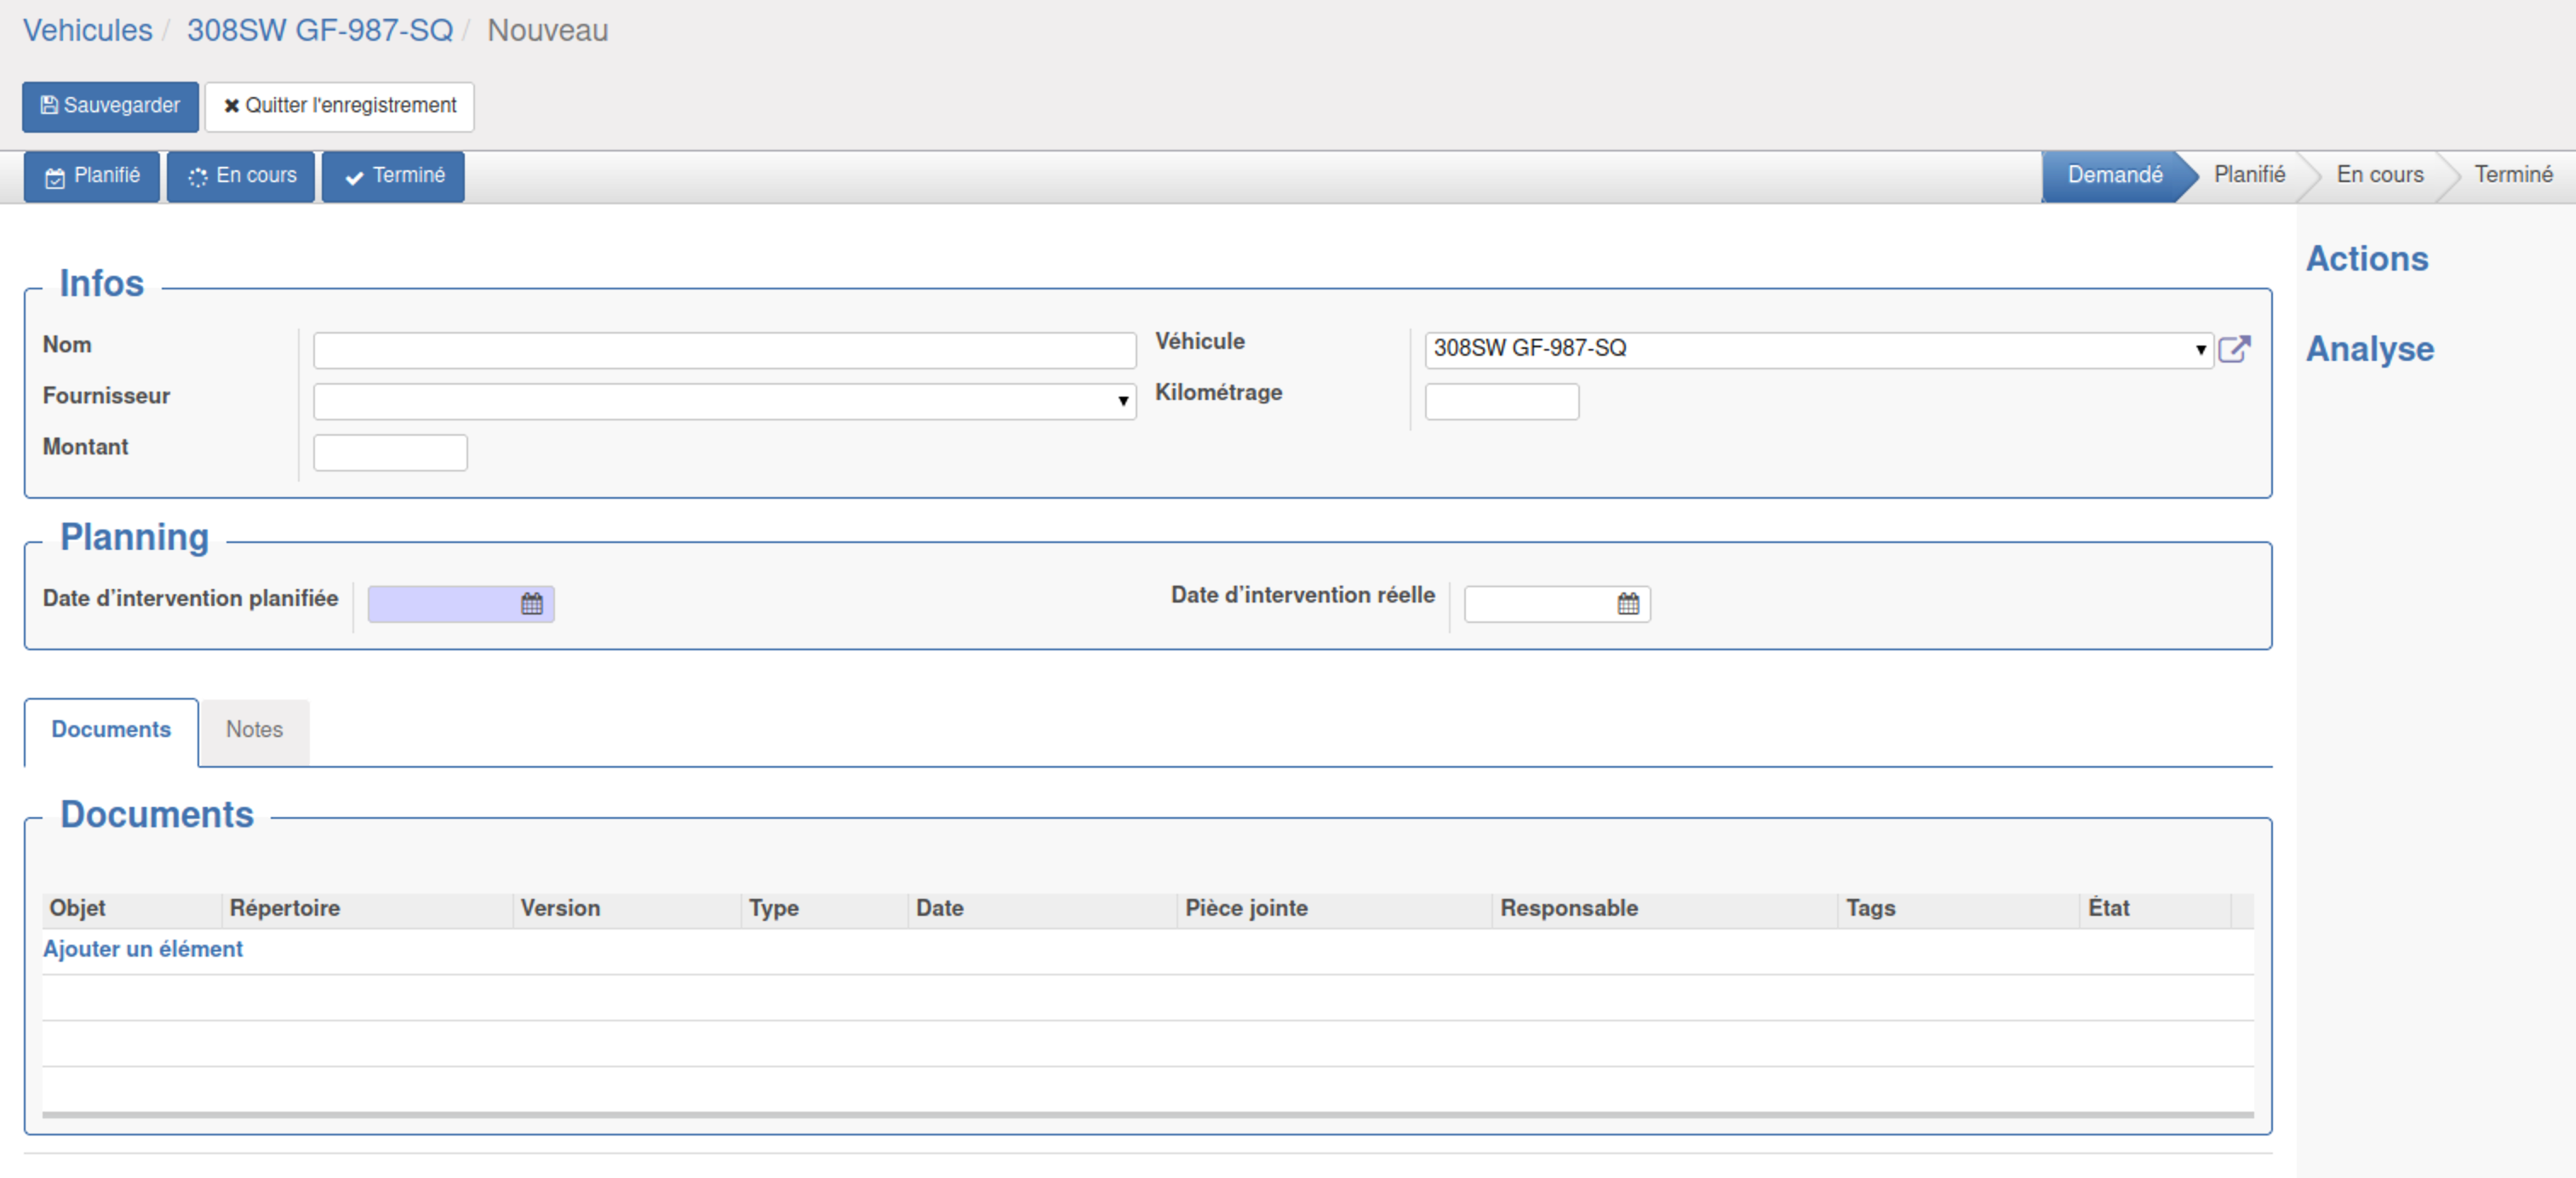 Vehicules / 308SW GF-987-SQ / Nouveau
Sauvegarder Quitter l'enregistrement
Planifié En cours Terminé Demandé Planifié En cours Terminé
Actions
Analyse
Infos
Nom Véhicule 308SW GF-987-SQ
Fournisseur Kilométrage
Montant
Planning
Date d’intervention planifiée Date d’intervention réelle
Documents Notes
Documents
Objet Répertoire Version Type Date Pièce jointe Responsable Tags État
Ajouter un élément